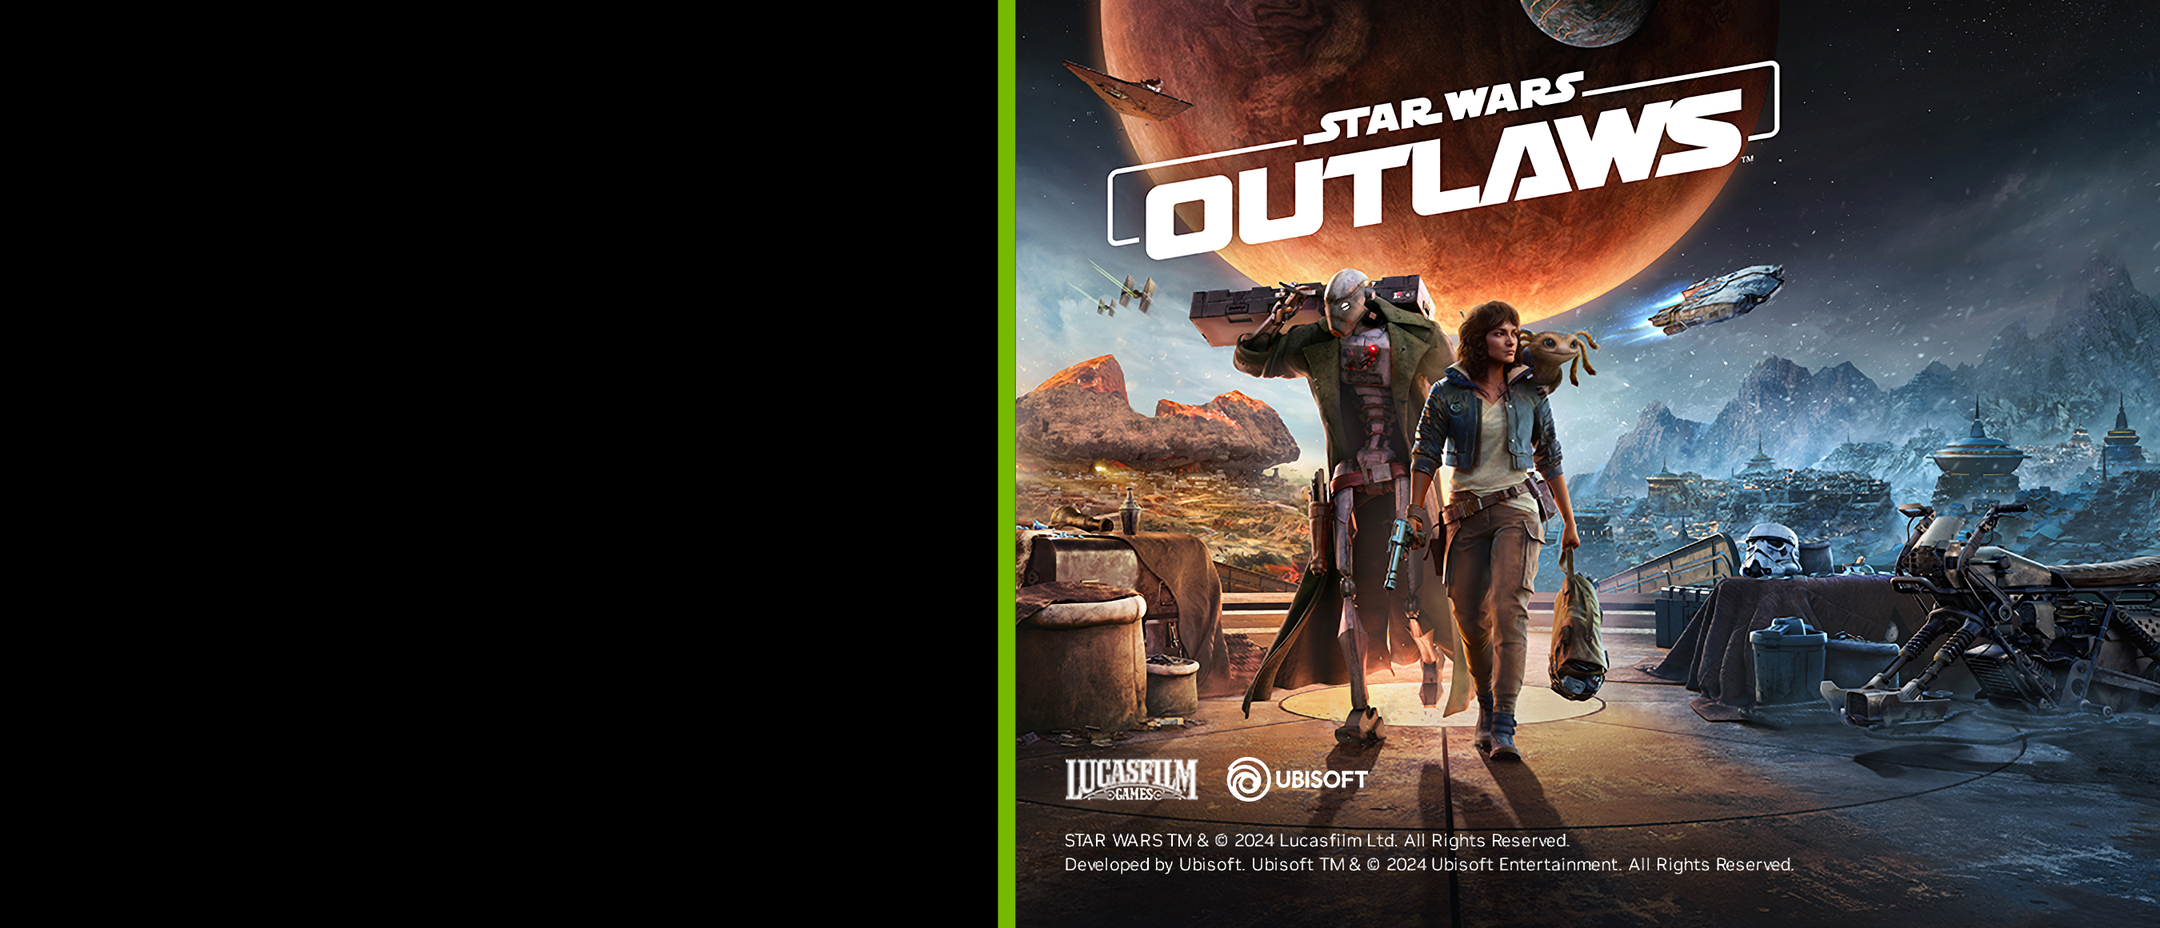 STAR WARS
OUTLAWS™
LUCASFILM
GAMES
UBISOFT
STAR WARS TM & © 2024 Lucasfilm Ltd. All Rights Reserved.
Developed by Ubisoft. Ubisoft TM & © 2024 Ubisoft Entertainment. All Rights Reserved.